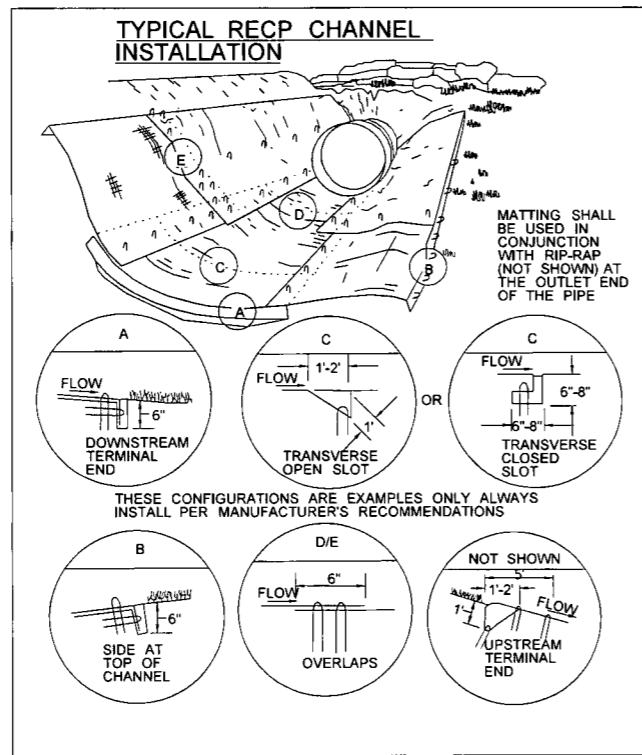 TYPICAL RECP CHANNEL
INSTALLATION
E
D
C
B
A
MATTING SHALL
BE USED IN
CONJUNCTION
WITH RIP-RAP
(NOT SHOWN) AT
THE OUTLET END
OF THE PIPE
A
FLOW
6"
DOWNSTREAM
TERMINAL
END
C
1'-2'
FLOW
1'
TRANSVERSE
OPEN SLOT
OR
C
FLOW
6"-8"
6"-8"
TRANSVERSE
CLOSED
SLOT
THESE CONFIGURATIONS ARE EXAMPLES ONLY ALWAYS
INSTALL PER MANUFACTURER'S RECOMMENDATIONS
B
6"
SIDE AT
TOP OF
CHANNEL
D/E
6"
FLOW
OVERLAPS
NOT SHOWN
5'
1'-2'
1'
FLOW
UPSTREAM
TERMINAL
END